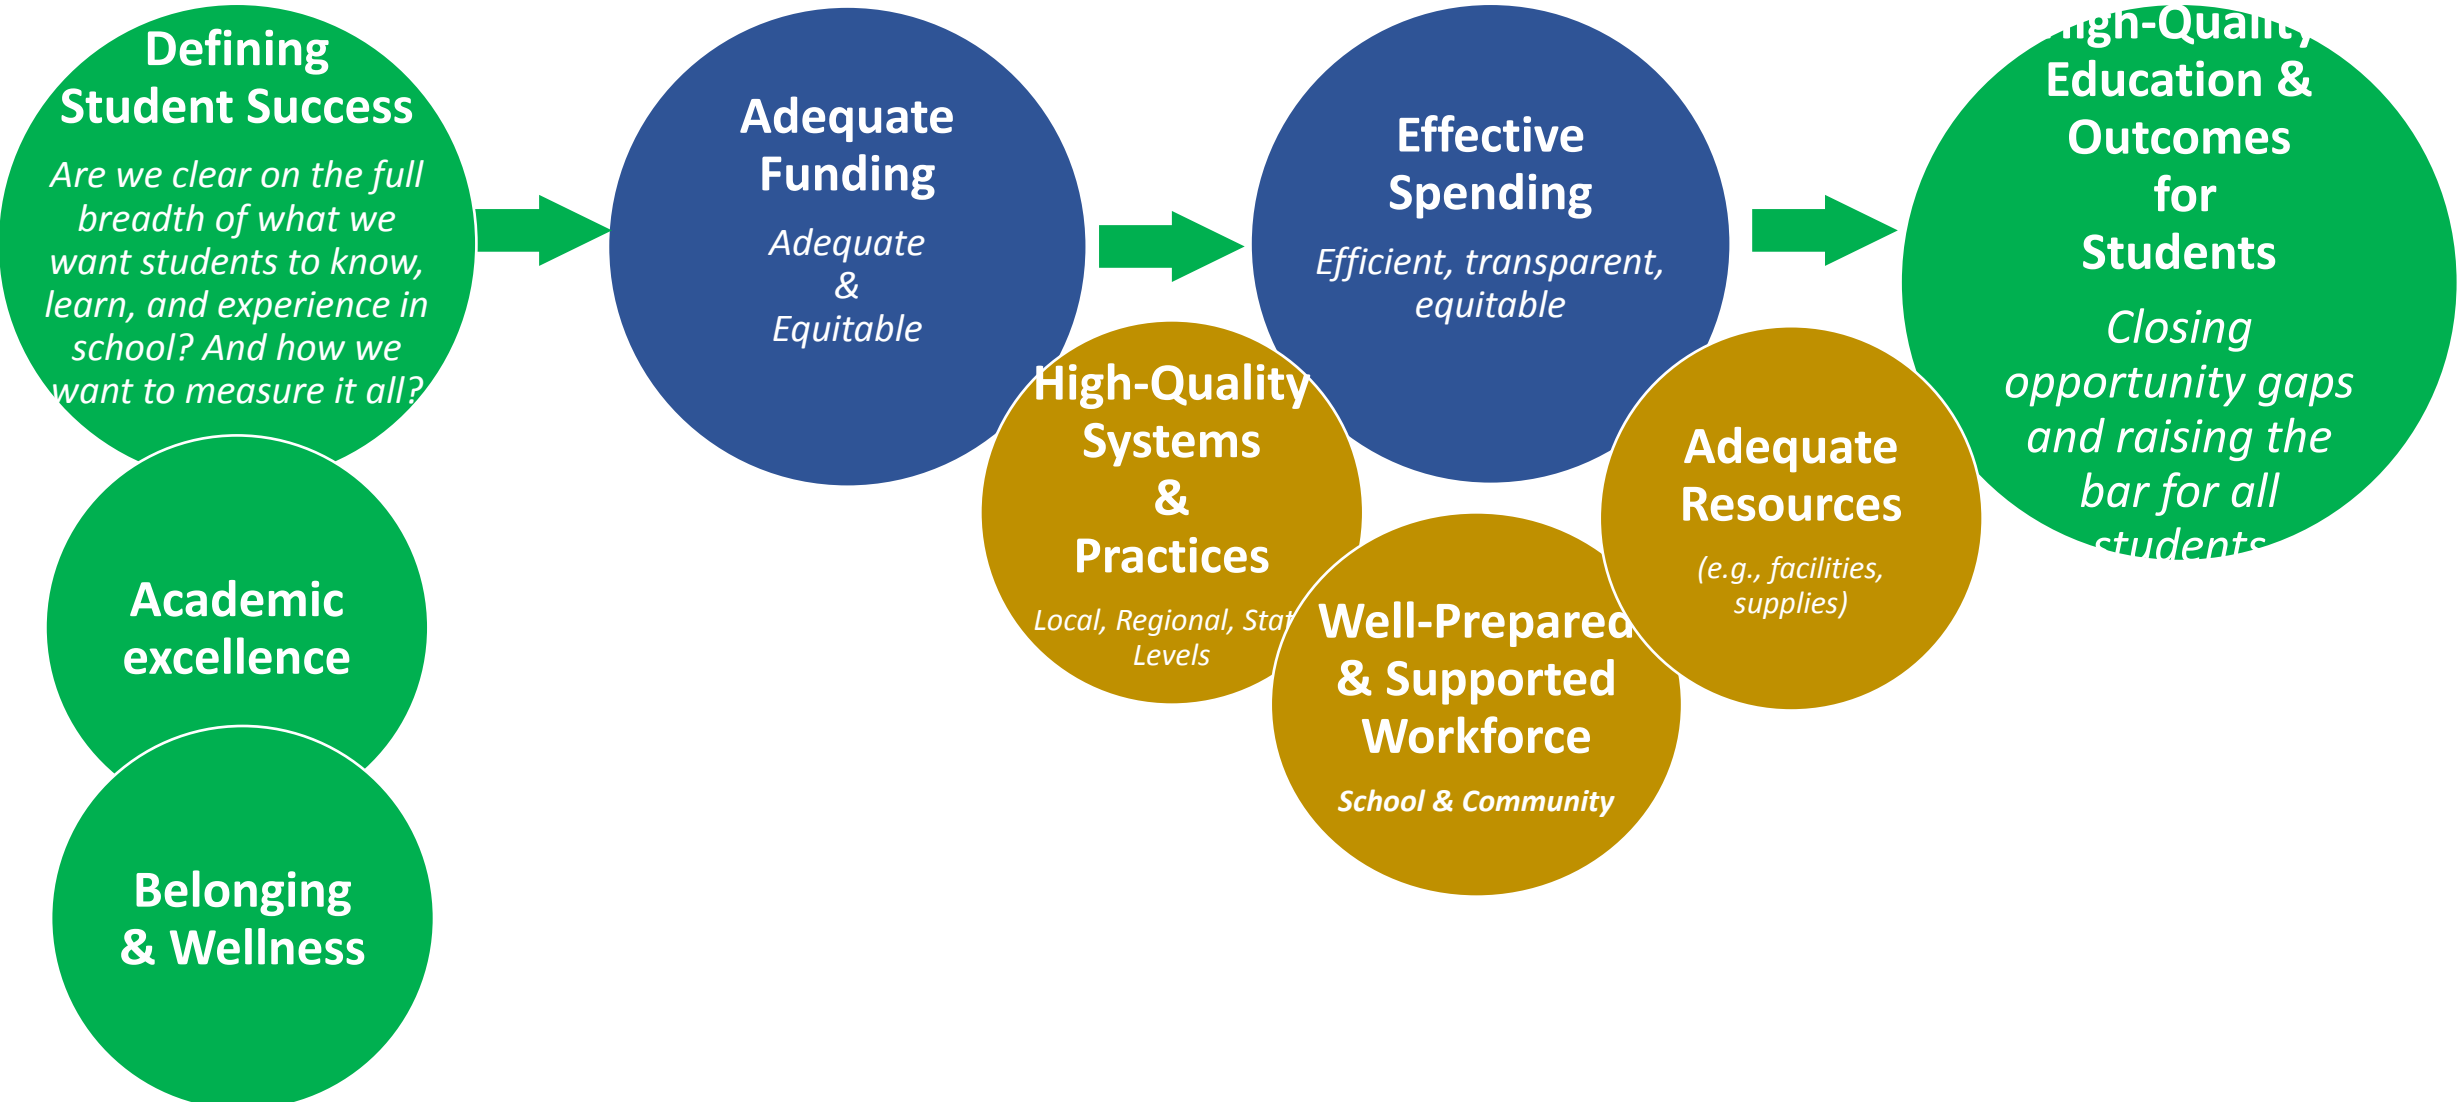 Defining
Student Success
Are we clear on the full
breadth of what we
want students to know,
learn, and experience in
school? And how we
want to measure it all?
Academic
excellence
Belonging
& Wellness
Adequate
Funding
Adequate
&
Equitable
High-Quality
Systems
&
Practices
Local, Regional, Stat
Levels
Effective
Spending
Efficient, transparent,
equitable
Well-Prepared
& Supported
Workforce
School & Community
Adequate
Resources
(e.g., facilities,
supplies)
High-Quality
Education &
Outcomes
for
Students
Closing
opportunity gaps
and raising the
bar for all
students